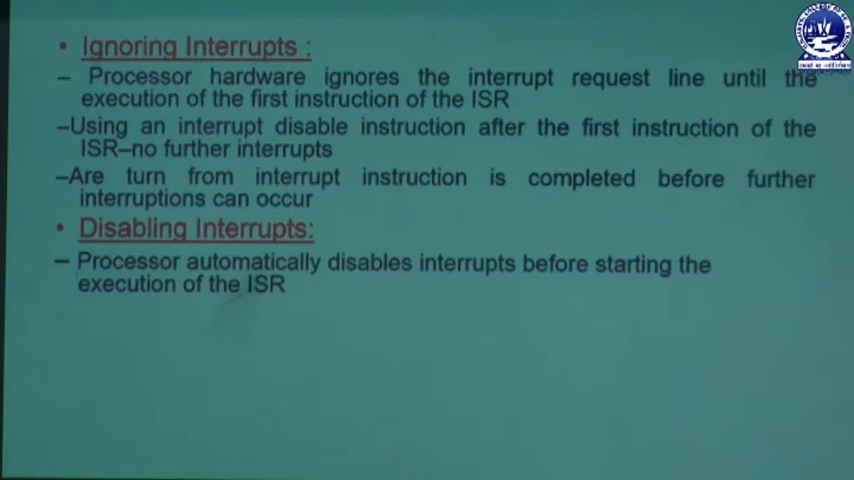 • Ignoring Interrupts :
– Processor hardware ignores the interrupt request line until the
execution of the first instruction of the ISR
–Using an interrupt disable instruction after the first instruction of the
ISR–no further interrupts
–Are turn from interrupt instruction is completed before further
interruptions can occur
• Disabling Interrupts:
– Processor automatically disables interrupts before starting the
execution of the ISR